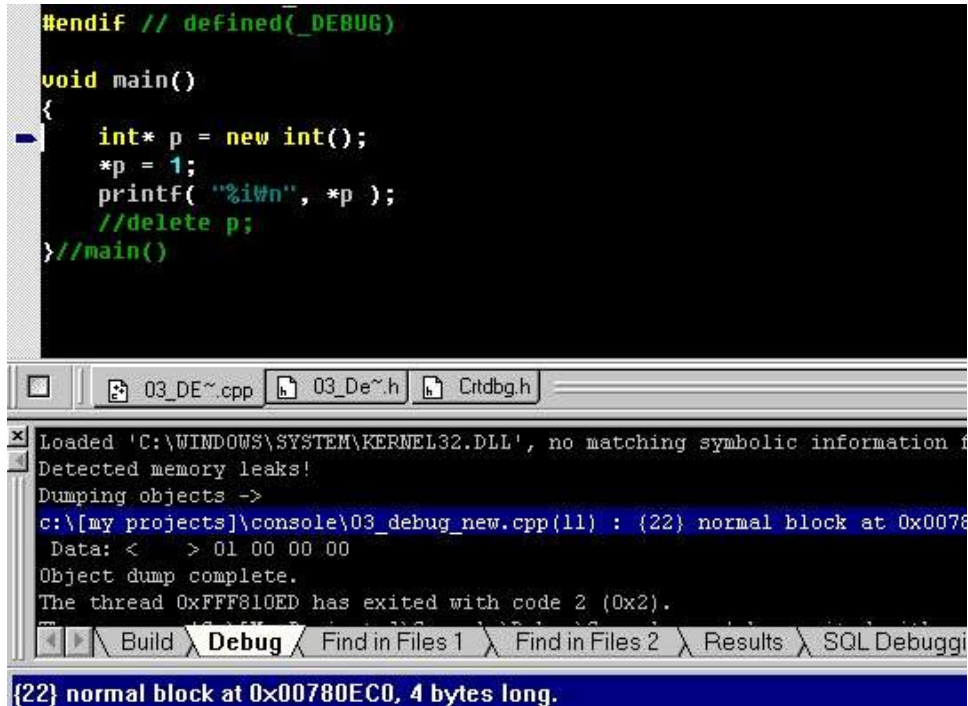 #endif // defined(_DEBUG)
void main()
{
int* p = new int();
*p = 1;
printf( "%i₩n", *p );
//delete p;
}//main()
03_DE~.cpp 03_De~.h Crtdbg.h
Loaded 'C:\WINDOWS\SYSTEM\KERNEL32.DLL', no matching symbolic information f
Detected memory leaks!
Dumping objects ->
c:\[my projects]\console\03_debug_new.cpp(11) : {22} normal block at 0x0078
Data: < > 01 00 00 00
Object dump complete.
The thread 0xFFF810ED has exited with code 2 (0x2).
Build Debug Find in Files 1 Find in Files 2 Results SQL Debuggi
{22} normal block at 0x00780EC0, 4 bytes long.